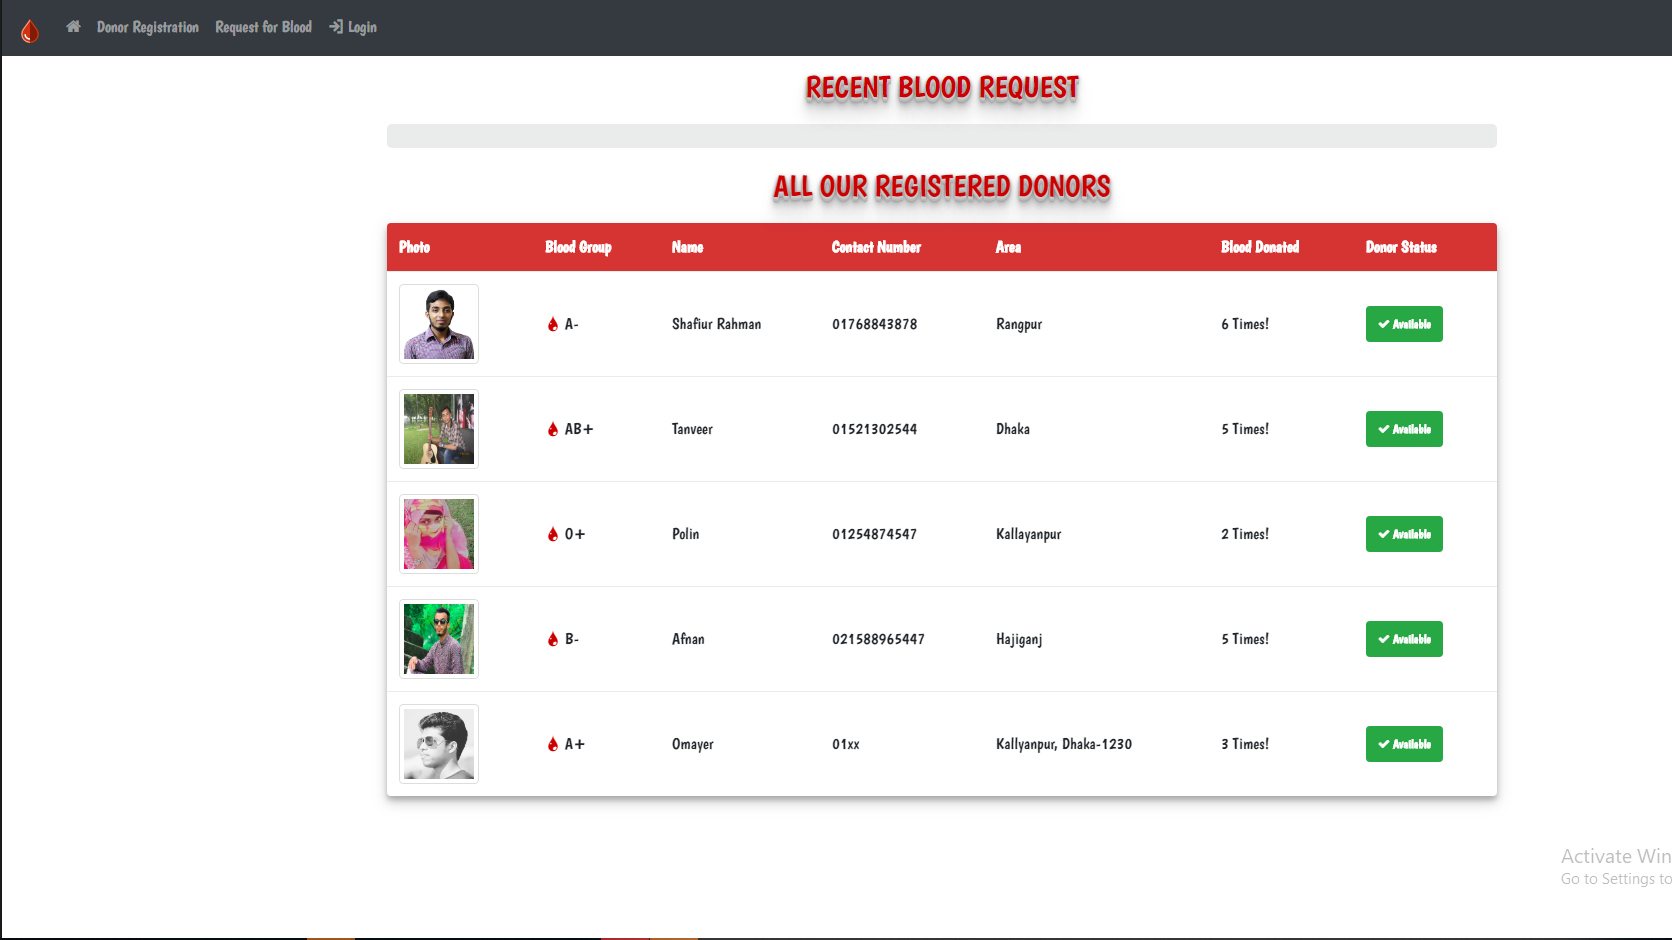 Donor Registration Request for Blood Login
RECENT BLOOD REQUEST
ALL OUR REGISTERED DONORS
Photo Blood Group Name Contact Number Area Blood Donated Donor Status
A- Shafiur Rahman 01768843878 Rangpur 6 Times! Available
AB+ Tanveer 01521302544 Dhaka 5 Times! Available
O+ Polin 01254874547 Kallayanpur 2 Times! Available
B- Afnan 021588965447 Hajiganj 5 Times! Available
A+ Omayer 01xx Kallyanpur, Dhaka-1230 3 Times! Available
Activate Win
Go to Settings to